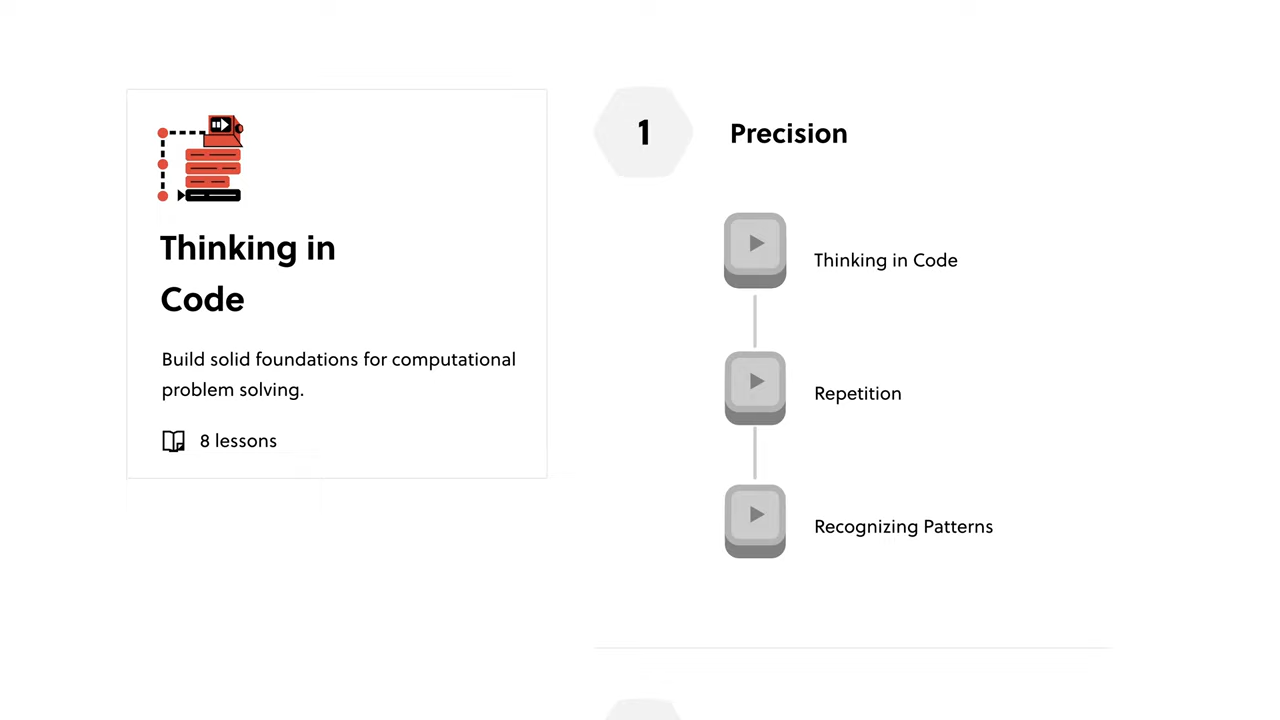 Thinking in
Code
Build solid foundations for computational
problem solving.
8 lessons
1
Precision
Thinking in Code
Repetition
Recognizing Patterns